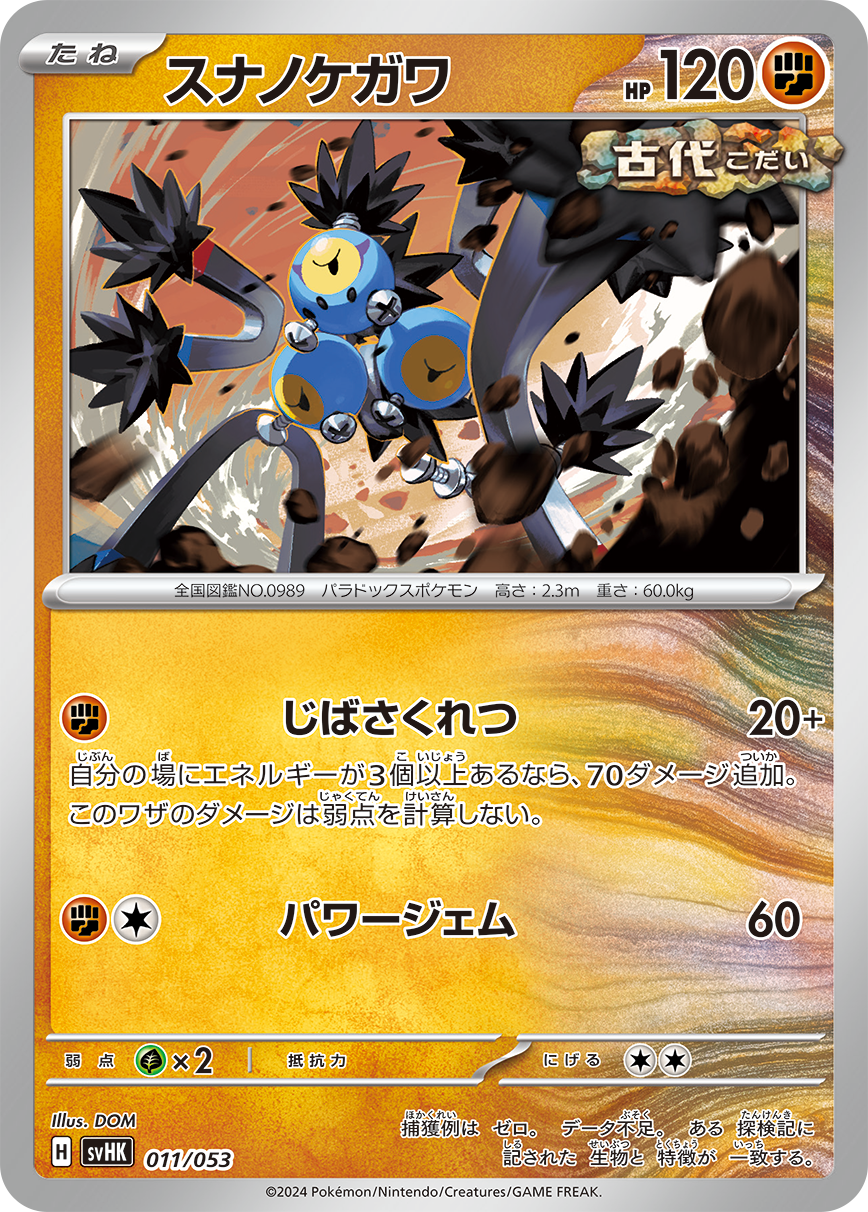 たね
スナノケガワ
HP 120
古代 こだい
全国図鑑NO.0989 パラドックスポケモン 高さ：2.3m 重さ：60.0kg
じばさくれつ 20+
自分の場にエネルギーが3個以上あるなら、70ダメージ追加。
このワザのダメージは弱点を計算しない。
パワージェム 60
弱点 ×2 抵抗力 にげる
Illus. DOM
捕獲例は ゼロ。 データ不足。 ある 探検記に
H svHK 011/053
記された 生物と 特徴が 一致する。
©2024 Pokémon/Nintendo/Creatures/GAME FREAK.